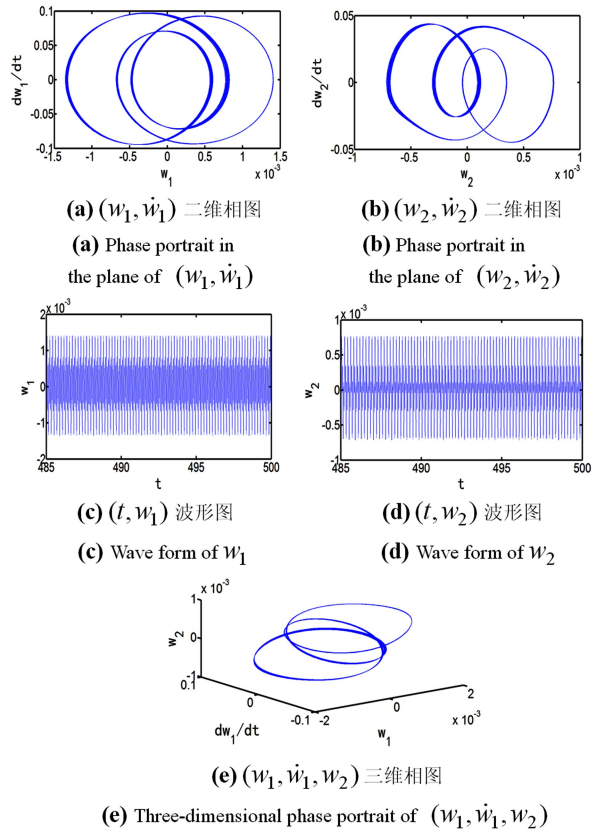 0.1
0.05
0
-0.05
-0.1
-1.5 -1 -0.5 0 0.5 1 1.5
x 10⁻³
dw₁/dt
w₁
0.05
0
-0.05
-1 -0.5 0 0.5 1
x 10⁻³
dw₂/dt
w₂
(a) (w₁, ẇ₁) 二维相图
(a) Phase portrait in
the plane of (w₁, ẇ₁)
(b) (w₂, ẇ₂) 二维相图
(b) Phase portrait in
the plane of (w₂, ẇ₂)
x 10⁻³
2
1
0
-1
-2
485 490 495 500
w₁
t
x 10⁻³
1
0.5
0
-0.5
-1
485 490 495 500
w₂
t
(c) (t, w₁) 波形图
(c) Wave form of w₁
(d) (t, w₂) 波形图
(d) Wave form of w₂
x 10⁻³
1
0
-1
w₂
0.1
0
-0.1
dw₁/dt
-2
0
2
x 10⁻³
w₁
(e) (w₁, ẇ₁, w₂) 三维相图
(e) Three-dimensional phase portrait of (w₁, ẇ₁, w₂)